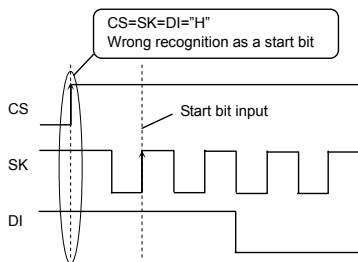 CS=SK=DI="H"
Wrong recognition as a start bit
CS
Start bit input
SK
DI